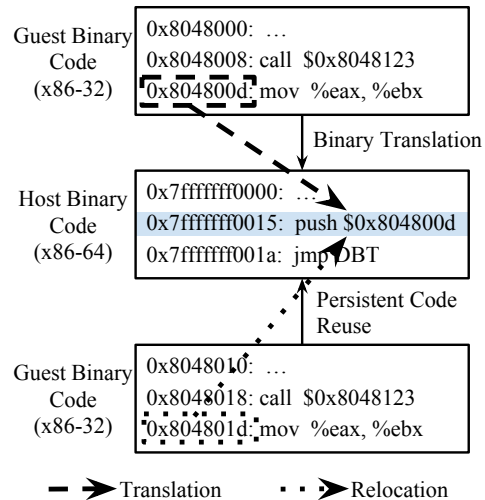 Guest Binary Code (x86-32)
0x8048000: …
0x8048008: call $0x8048123
0x804800d: mov %eax, %ebx
Binary Translation
Host Binary Code (x86-64)
0x7fffffff0000: …
0x7fffffff0015: push $0x804800d
0x7fffffff001a: jmp DBT
Persistent Code
Reuse
Guest Binary Code (x86-32)
0x8048010: …
0x8048018: call $0x8048123
0x804801d: mov %eax, %ebx
Translation
Relocation